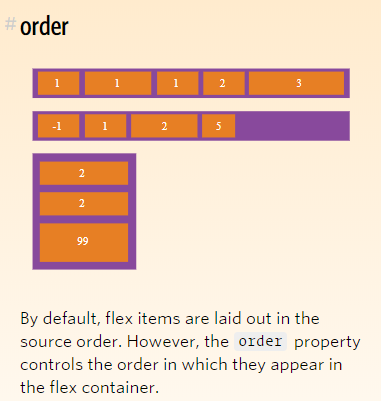 # order
1 1 1 2 3
-1 1 2 5
2
2
99
By default, flex items are laid out in the
source order. However, the order property
controls the order in which they appear in
the flex container.